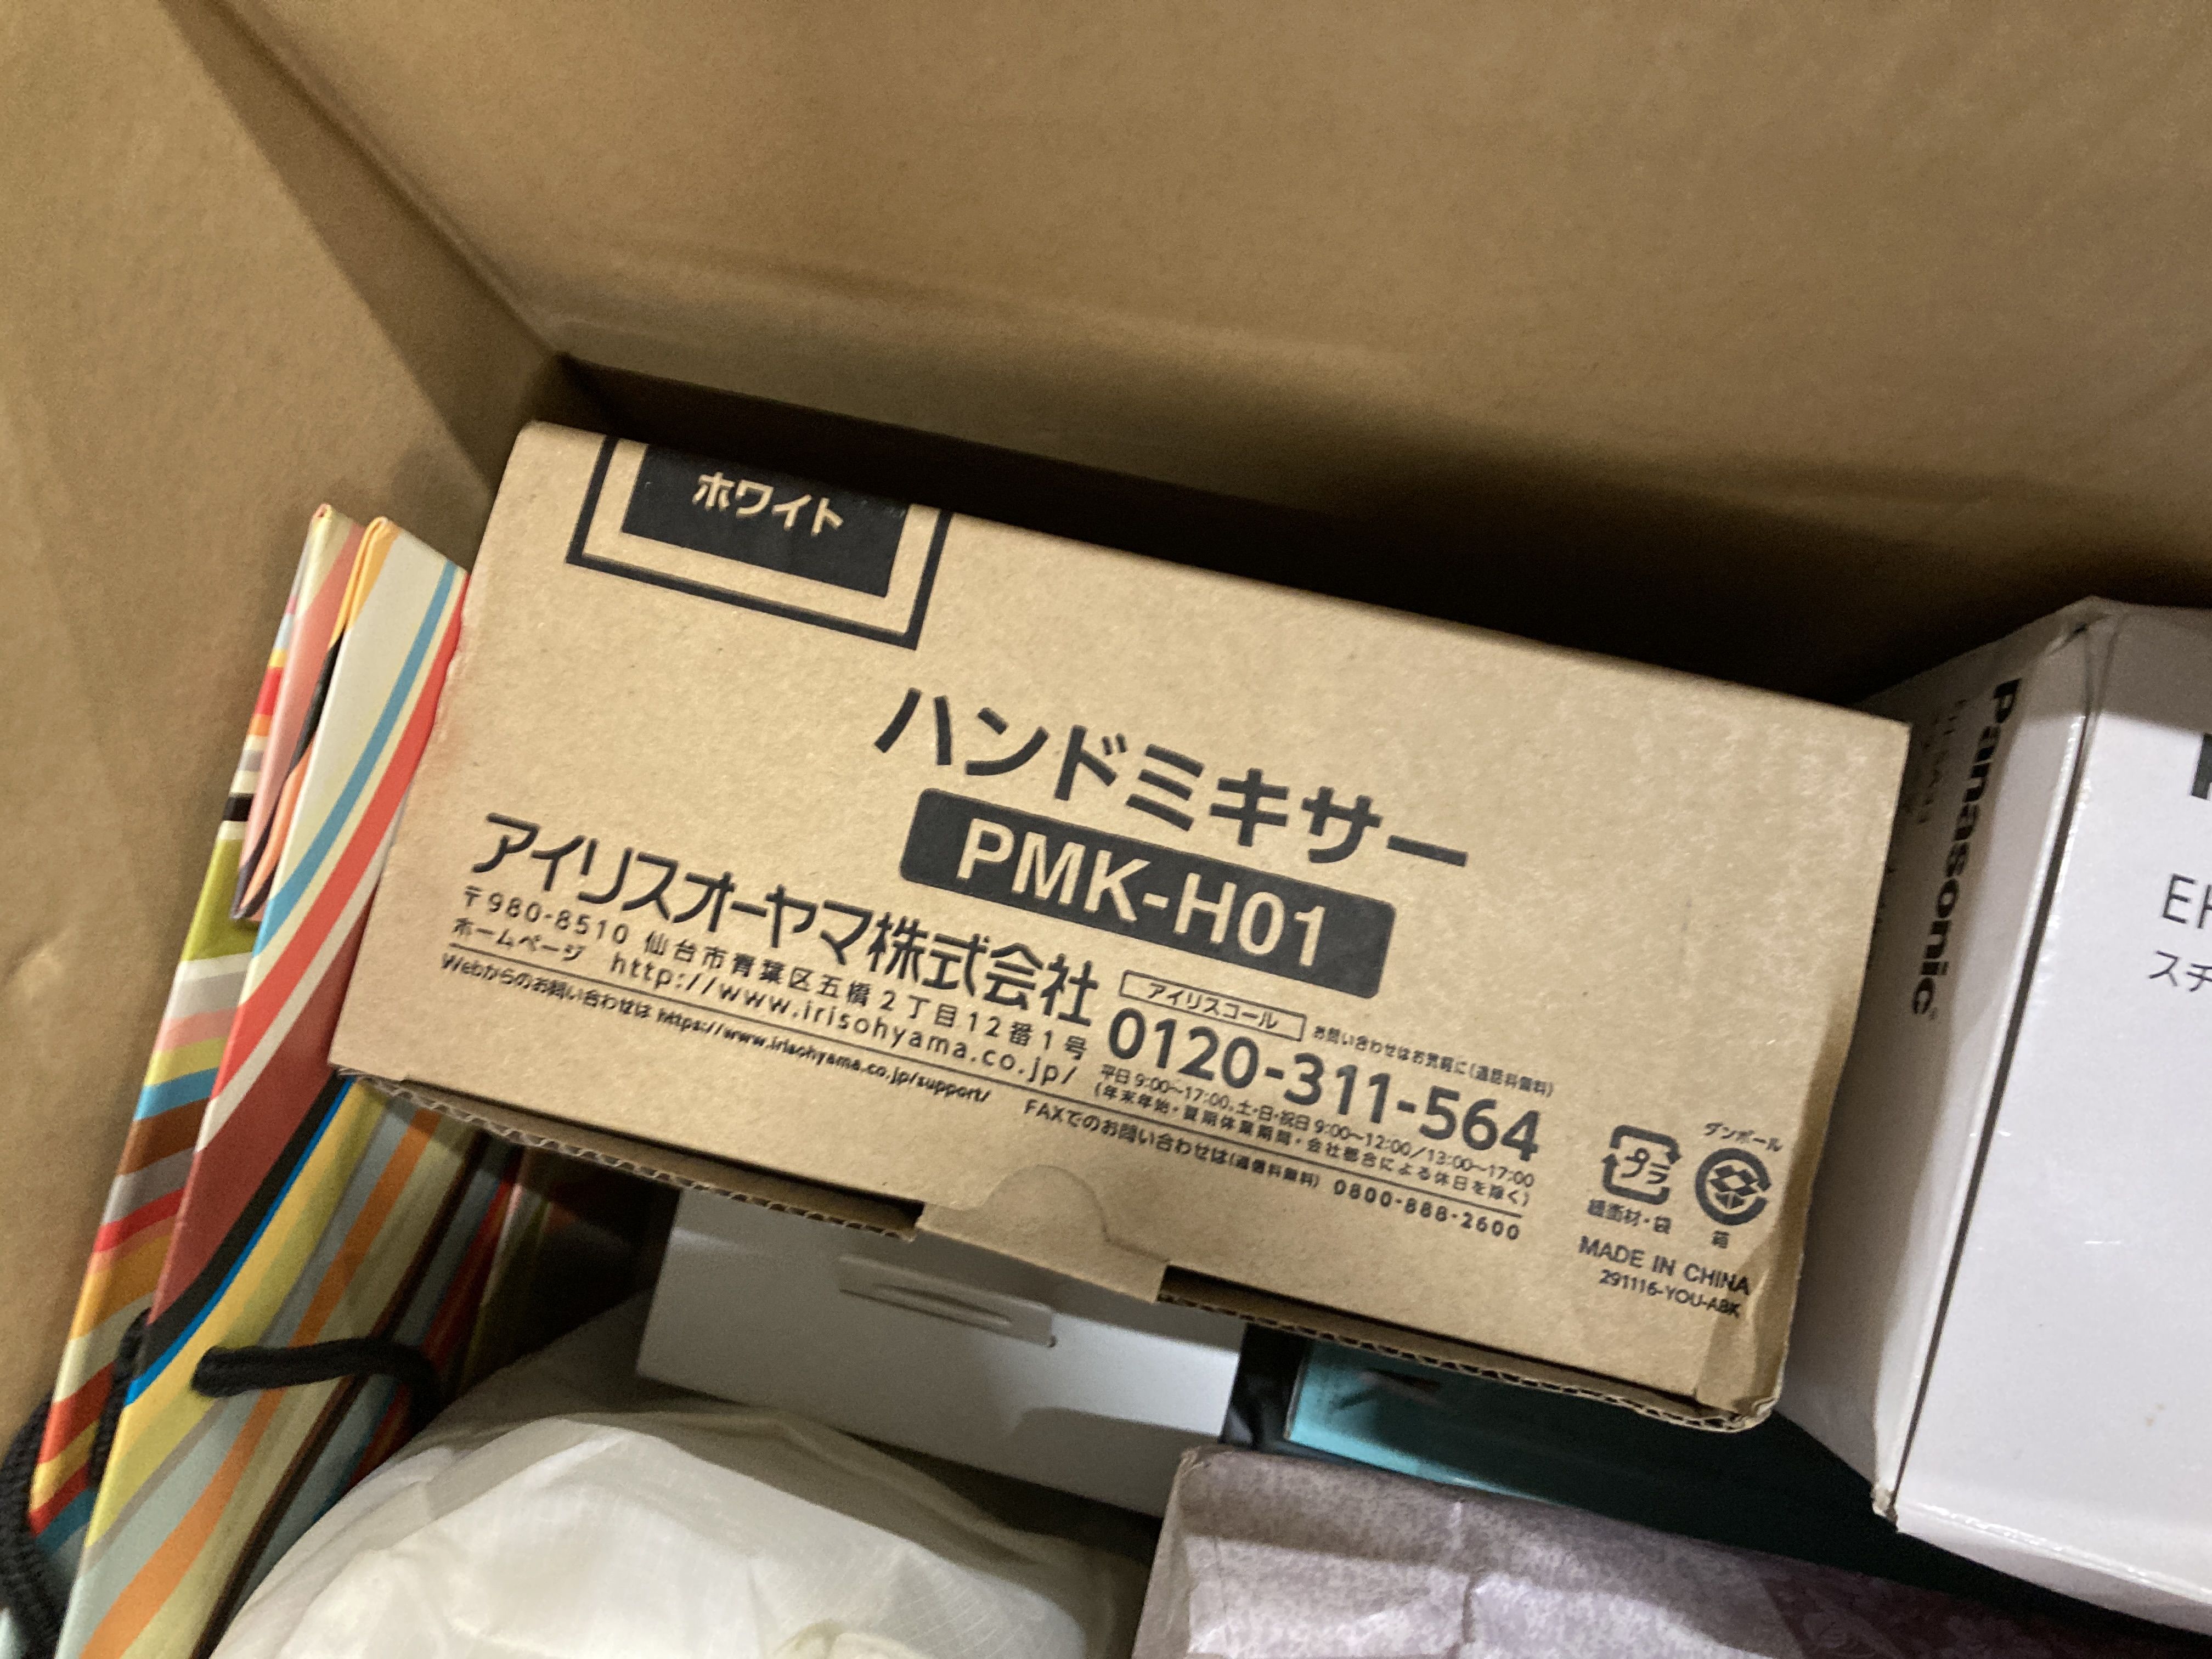 ホワイト
ハンドミキサー
PMK-H01
アイリスオーヤマ株式会社
〒980-8510 仙台市青葉区五橋2丁目12番1号
ホームページ http://www.irisohyama.co.jp/
Webからのお問い合わせは https://www.irisohyama.co.jp/support/
アイリスコール お問い合わせはお気軽に(通話料無料)
0120-311-564
平日9:00~17:00、土・日・祝日9:00~12:00/13:00~17:00
(年末年始・夏期休業期間・会社都合による休日を除く)
FAXでのお問い合わせは(通信料無料) 0800-888-2600
プラ
緩衝材・袋
ダンボール
箱
MADE IN CHINA
291116-YOU-ABK
Panasonic
EH
スチ